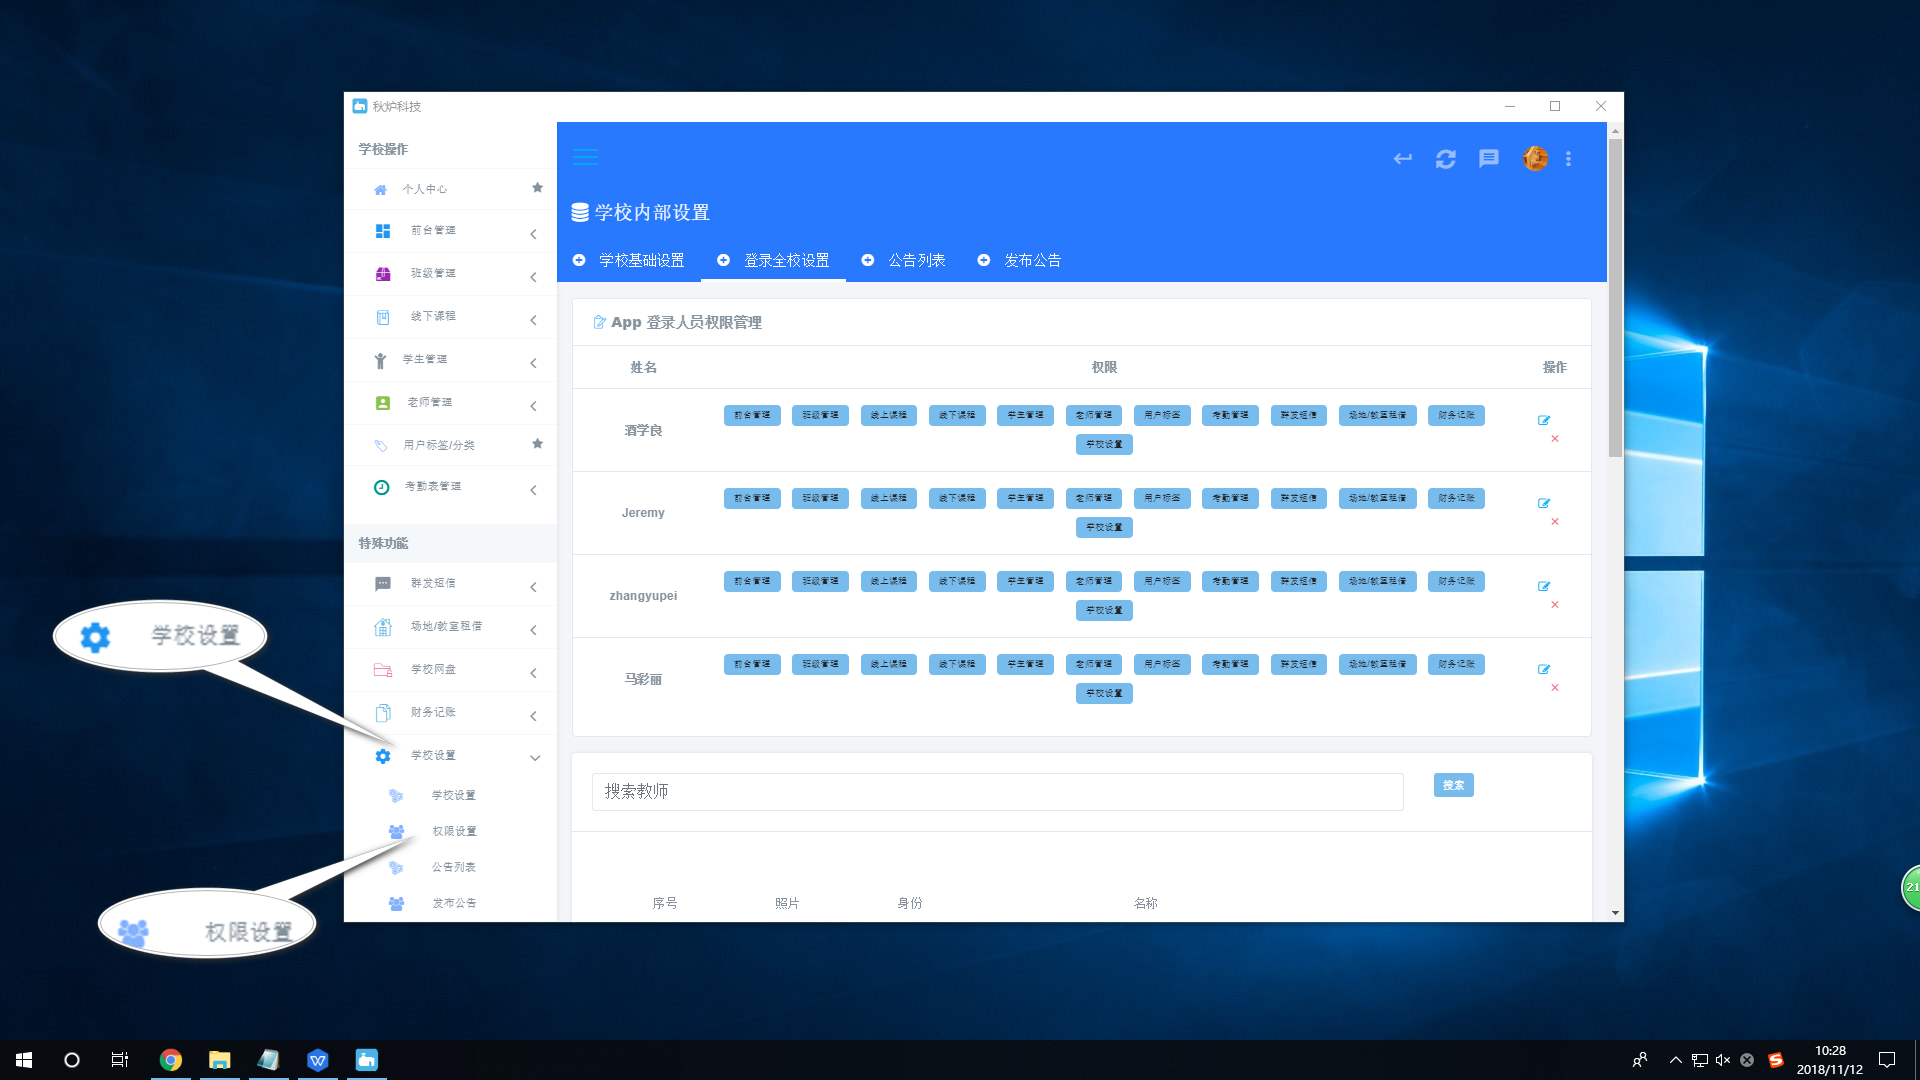 秋炉科技
学校操作
个人中心
前台管理
班级管理
线下课程
学生管理
老师管理
用户标签/分类
考勤表管理
特殊功能
群发短信
场地/教室租借
学校网盘
财务记账
学校设置
学校设置
权限设置
公告列表
发布公告
学校设置
权限设置
学校内部设置
学校基础设置 登录全校设置 公告列表 发布公告
App 登录人员权限管理
姓名 权限 操作
酒学良 前台管理 班级管理 线上课程 线下课程 学生管理 老师管理 用户标签 考勤管理 群发短信 场地/教室租借 财务记账
学校设置
Jeremy 前台管理 班级管理 线上课程 线下课程 学生管理 老师管理 用户标签 考勤管理 群发短信 场地/教室租借 财务记账
学校设置
zhangyupei 前台管理 班级管理 线上课程 线下课程 学生管理 老师管理 用户标签 考勤管理 群发短信 场地/教室租借 财务记账
学校设置
马彩丽 前台管理 班级管理 线上课程 线下课程 学生管理 老师管理 用户标签 考勤管理 群发短信 场地/教室租借 财务记账
学校设置
搜索教师 搜索
序号 照片 身份 名称
21
10:28
2018/11/12